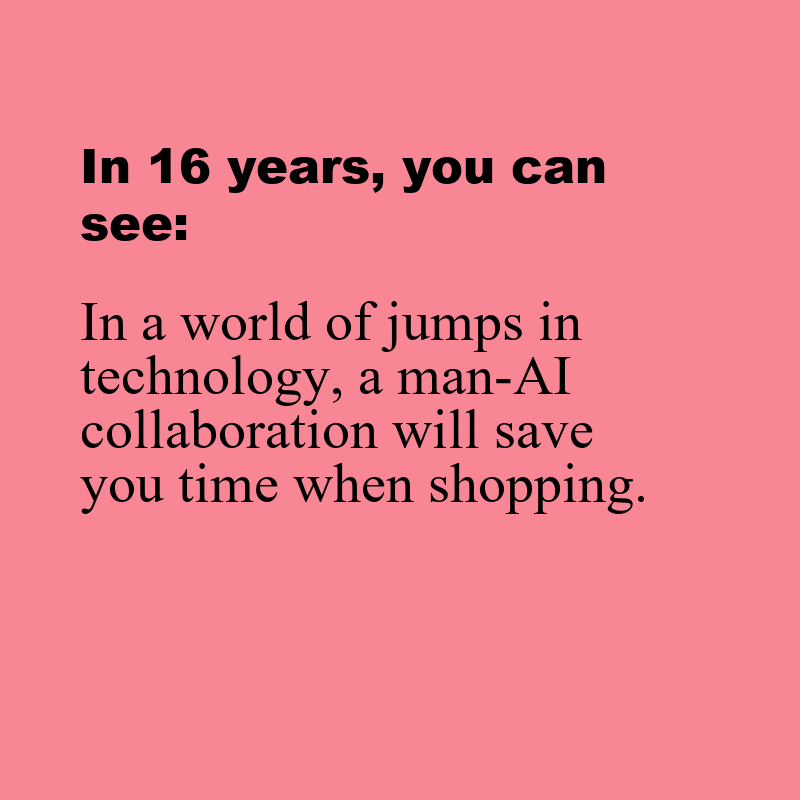 In 16 years, you can
see:
In a world of jumps in
technology, a man-AI
collaboration will save
you time when shopping.